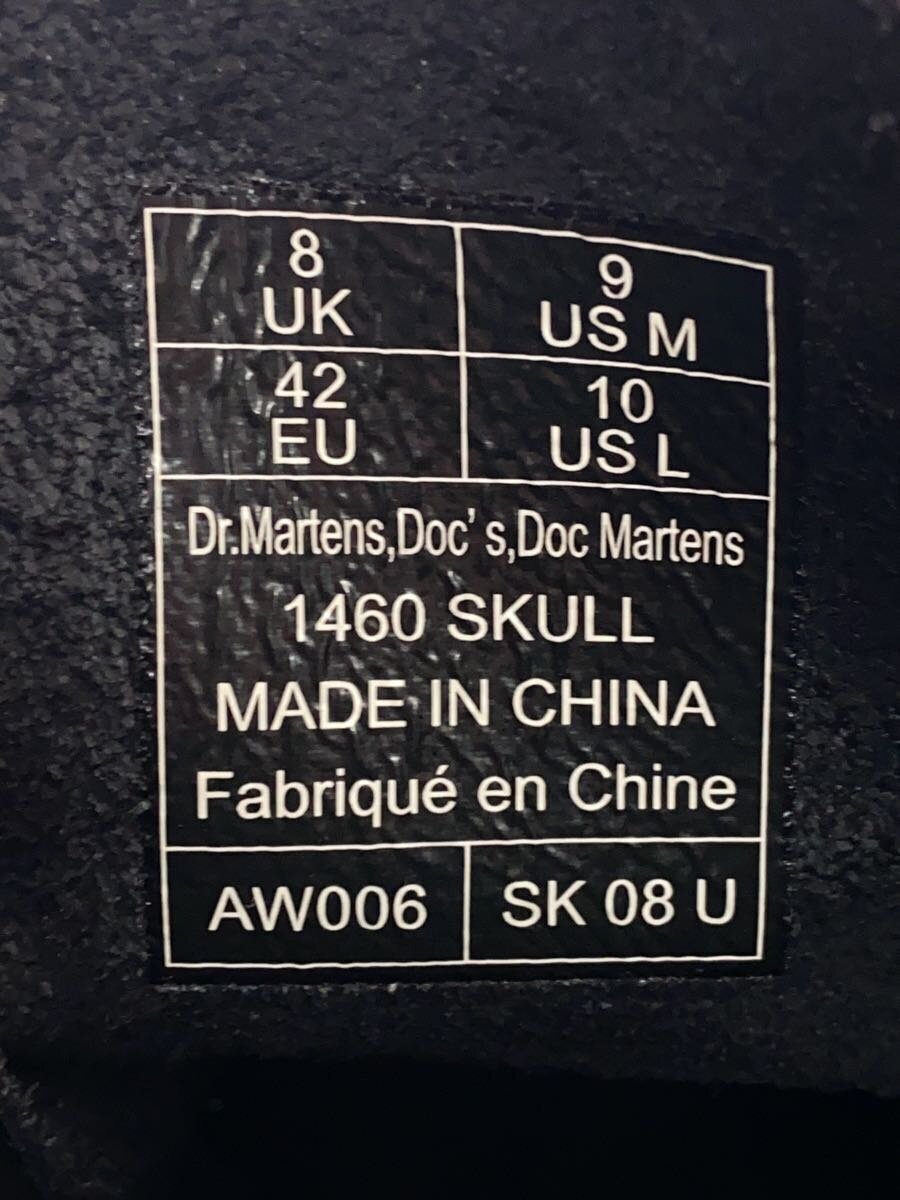 8
UK
9
US M
42
EU
10
US L
Dr.Martens,Doc's,Doc Martens
1460 SKULL
MADE IN CHINA
Fabriqué en Chine
AW006
SK 08 U